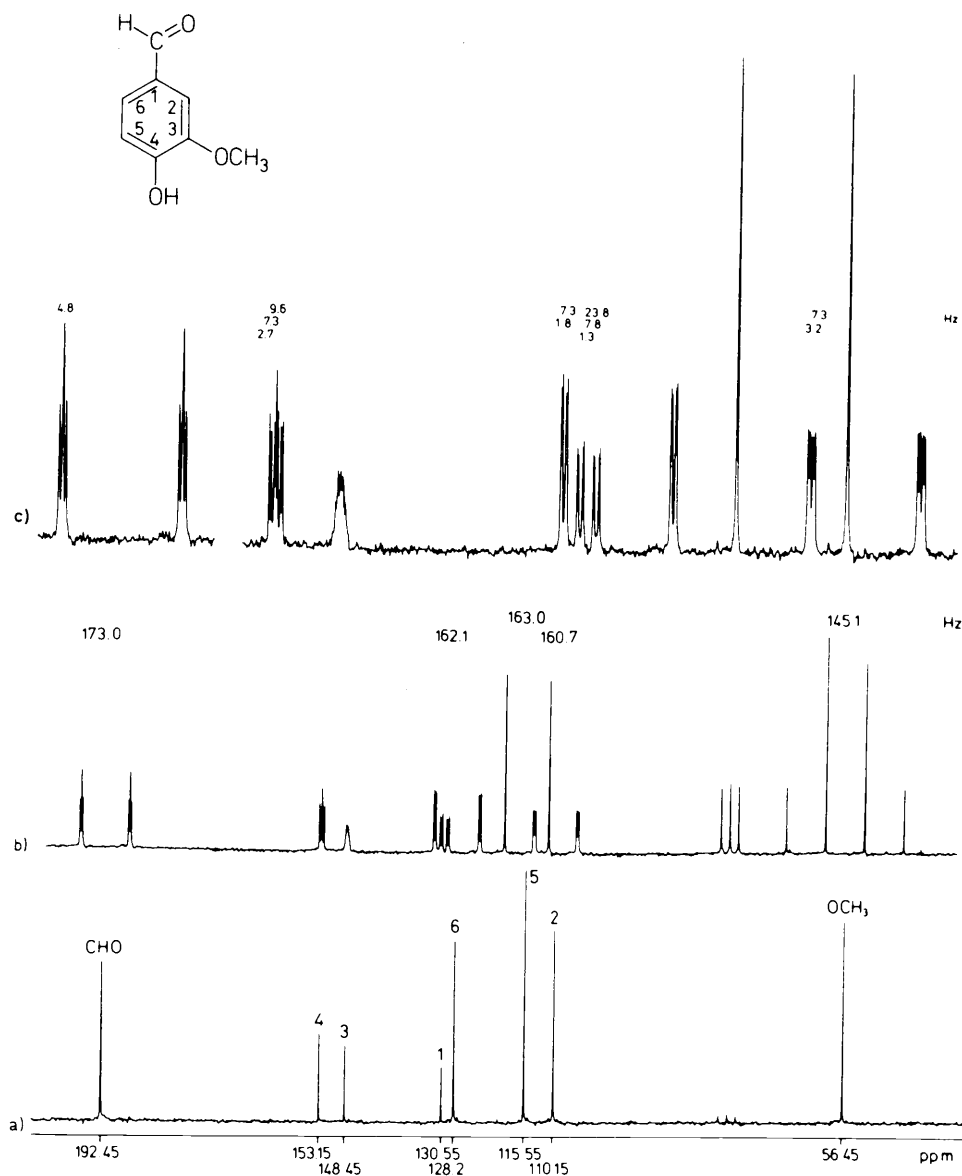 H
O
C
1
6
2
5
3
4
OCH₃
OH
4.8
9.6
7.3
2.7
7.3
1.8
23.8
7.8
1.3
7.3
3.2
Hz
c)
173.0
162.1
163.0
160.7
145.1
Hz
b)
CHO
4
3
1
6
5
2
OCH₃
a)
192.45
153.15
148.45
130.55
128.2
115.55
110.15
56.45
ppm